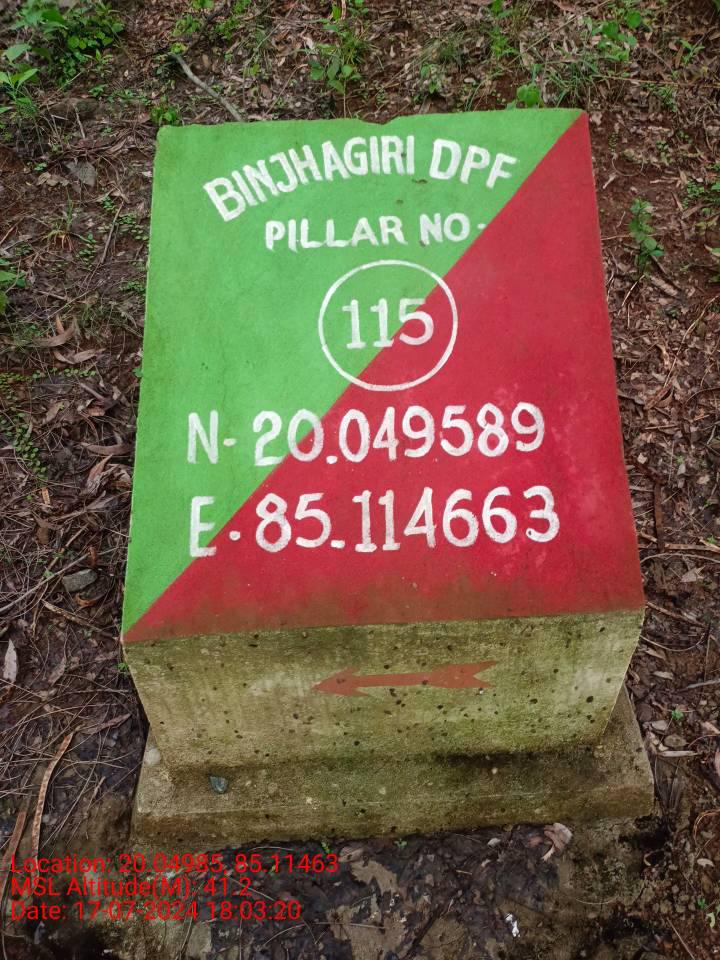 BINJHAGIRI DPF
PILLAR NO-
115
N- 20.049589
E. 85.114663
Location: 20.04985, 85.11463
MSL Altitude(M): 41.2
Date: 17-07-2024 18:03:20